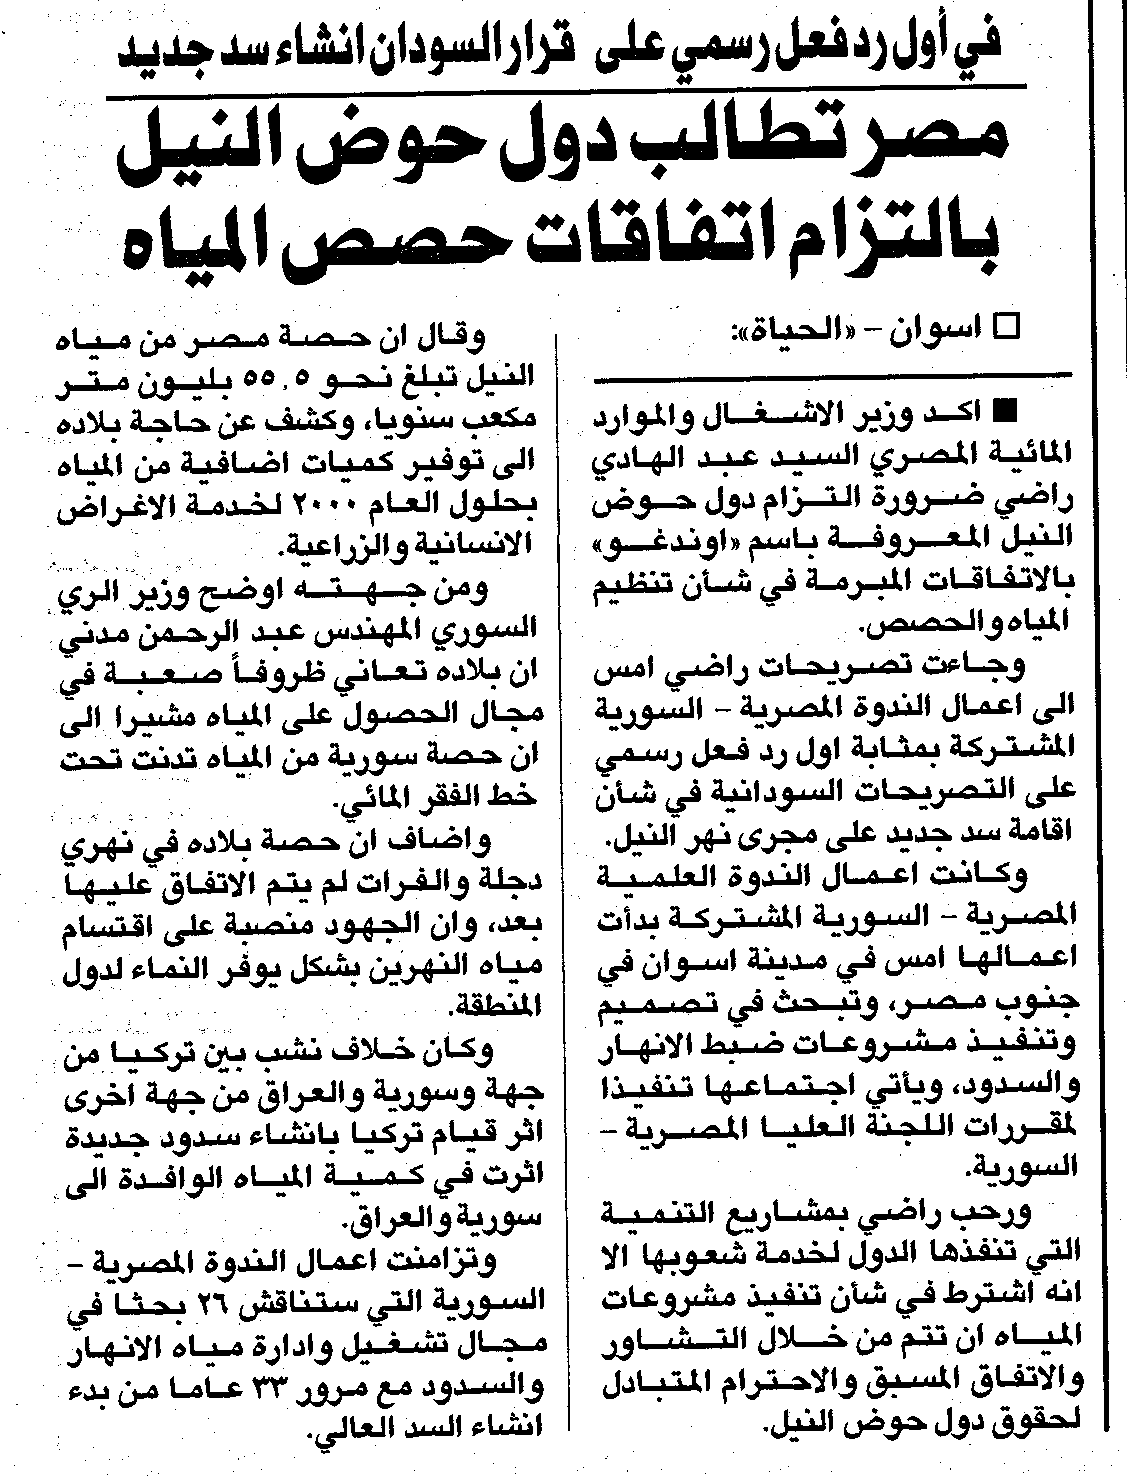 في أول رد فعل رسمي على قرار السودان انشاء سد جديد
مصر تطالب دول حوض النيل
بالتزام اتفاقات حصص المياه
□ اسوان – «الحياة»:
■ اكد وزير الاشغال والموارد
المائية المصري السيد عبد الهادي
راضي ضرورة التزام دول حوض
النيل المعروفة باسم «اوندغو»
بالاتفاقات المبرمة في شأن تنظيم
المياه والحصص.
وجاءت تصريحات راضي امس
الى اعمال الندوة المصرية – السورية
المشتركة بمثابة اول رد فعل رسمي
على التصريحات السودانية في شأن
اقامة سد جديد على مجرى نهر النيل.
وكانت اعمال الندوة العلمية
المصرية – السورية المشتركة بدأت
اعمالها امس في مدينة اسوان في
جنوب مصر، وتبحث في تصميم
وتنفيذ مشروعات ضبط الانهار
والسدود، ويأتي اجتماعها تنفيذا
لمقررات اللجنة العليا المصرية –
السورية.
ورحب راضي بمشاريع التنمية
التي تنفذها الدول لخدمة شعوبها الا
انه اشترط في شأن تنفيذ مشروعات
المياه ان تتم من خلال التشاور
والاتفاق المسبق والاحترام المتبادل
لحقوق دول حوض النيل.
وقال ان حصة مصر من مياه
النيل تبلغ نحو ٥٥,٥ بليون متر
مكعب سنويا، وكشف عن حاجة بلاده
الى توفير كميات اضافية من المياه
بحلول العام ٢٠٠٠ لخدمة الاغراض
الانسانية والزراعية.
ومن جهته اوضح وزير الري
السوري المهندس عبد الرحمن مدني
ان بلاده تعاني ظروفاً صعبة في
مجال الحصول على المياه مشيرا الى
ان حصة سورية من المياه تدنت تحت
خط الفقر المائي.
واضاف ان حصة بلاده في نهري
دجلة والفرات لم يتم الاتفاق عليها
بعد، وان الجهود منصبة على اقتسام
مياه النهرين بشكل يوفر النماء لدول
المنطقة.
وكان خلاف نشب بين تركيا من
جهة وسورية والعراق من جهة اخرى
اثر قيام تركيا بانشاء سدود جديدة
اثرت في كمية المياه الوافدة الى
سورية والعراق.
وتزامنت اعمال الندوة المصرية –
السورية التي ستناقش ٢٦ بحثا في
مجال تشغيل وادارة مياه الانهار
والسدود مع مرور ٣٣ عاما من بدء
انشاء السد العالي.